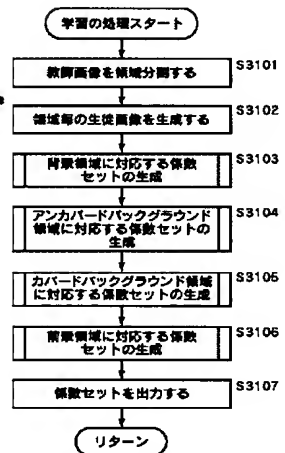 学習の処理スタート
S3101
教師画像を領域分割する
S3102
領域毎の生徒画像を生成する
S3103
背景領域に対応する係数
セットの生成
S3104
アンカバードバックグラウンド
領域に対応する係数セットの
生成
S3105
カバードバックグラウンド領域
に対応する係数セットの生成
S3106
前景領域に対応する係数
セットの生成
S3107
係数セットを出力する
リターン